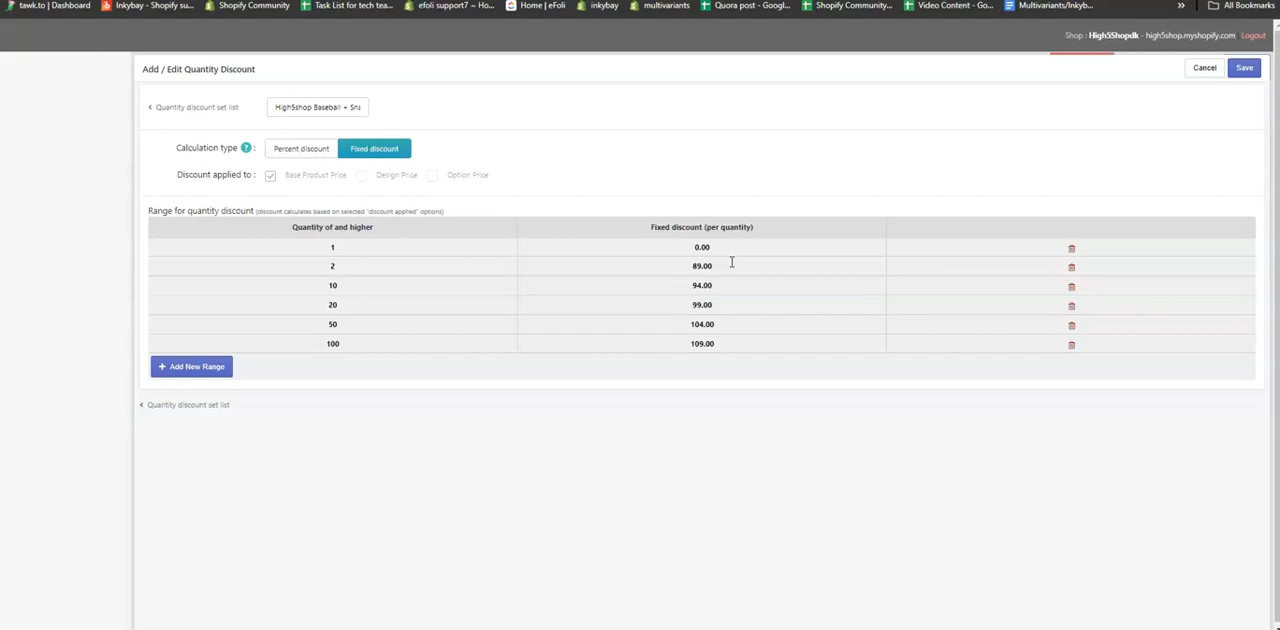 tawk.to | Dashboard Inkybay - Shopify su... Shopify Community Task List for tech tea... efoli support7 ~ Ho... Home | eFoli inkybay multivariants Quora post - Googl... Shopify Community... Video Content - Go... Multivariants/Inkyb... » All Bookmarks
Shop : High5Shopdk - high5shop.myshopify.com Logout
Add / Edit Quantity Discount Cancel Save
Quantity discount set list High5shop Baseball + Sna
Calculation type ? : Percent discount Fixed discount
Discount applied to : Base Product Price Design Price Option Price
Range for quantity discount (discount calculates based on selected 'discount applied' options)
Quantity of and higher Fixed discount (per quantity)
1 0.00
2 89.00
10 94.00
20 99.00
50 104.00
100 109.00
+ Add New Range
Quantity discount set list